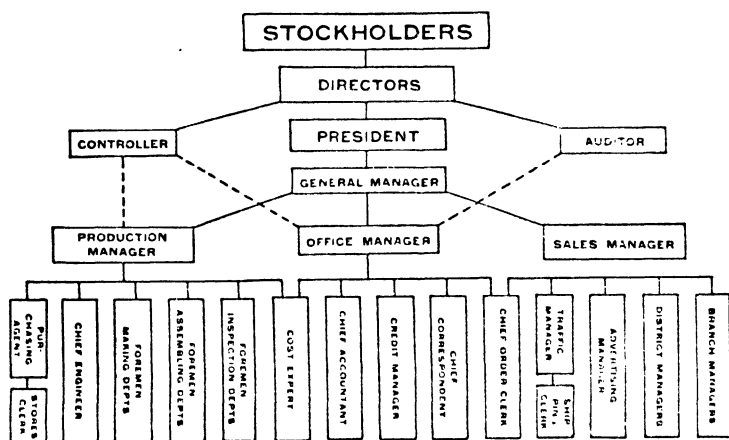 STOCKHOLDERS
DIRECTORS
CONTROLLER
PRESIDENT
AUDITOR
GENERAL MANAGER
PRODUCTION
MANAGER
OFFICE MANAGER
SALES MANAGER
PUR-
CHASING
AGENT
STORES
CLERK
CHIEF ENGINEER
FOREMEN
MAKING DEPTS
FOREMEN
ASSEMBLING DEPTS
FOREMEN
INSPECTION DEPTS
COST EXPERT
CHIEF ACCOUNTANT
CREDIT MANAGER
CHIEF
CORRESPONDENT
CHIEF ORDER CLERK
TRAFFIC
MANAGER
SHIP
PING
CLERK
ADVERTISING
MANAGER
DISTRICT MANAGERS
BRANCH MANAGERS